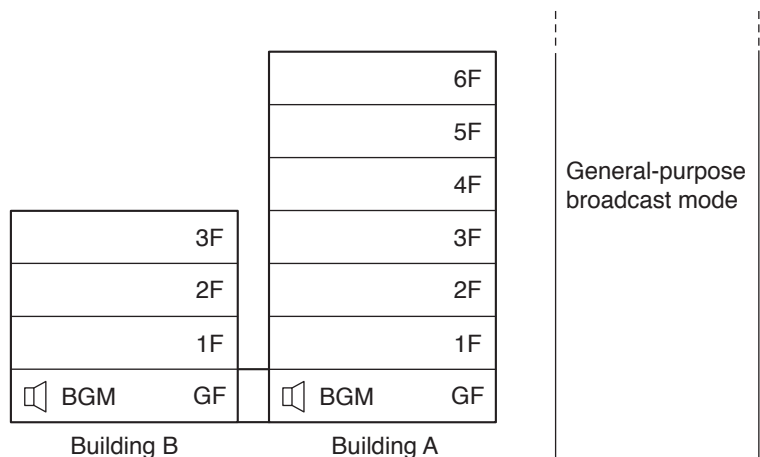 6F
5F
4F
General-purpose
broadcast mode
3F 3F
2F 2F
1F 1F
BGM GF BGM GF
Building B Building A